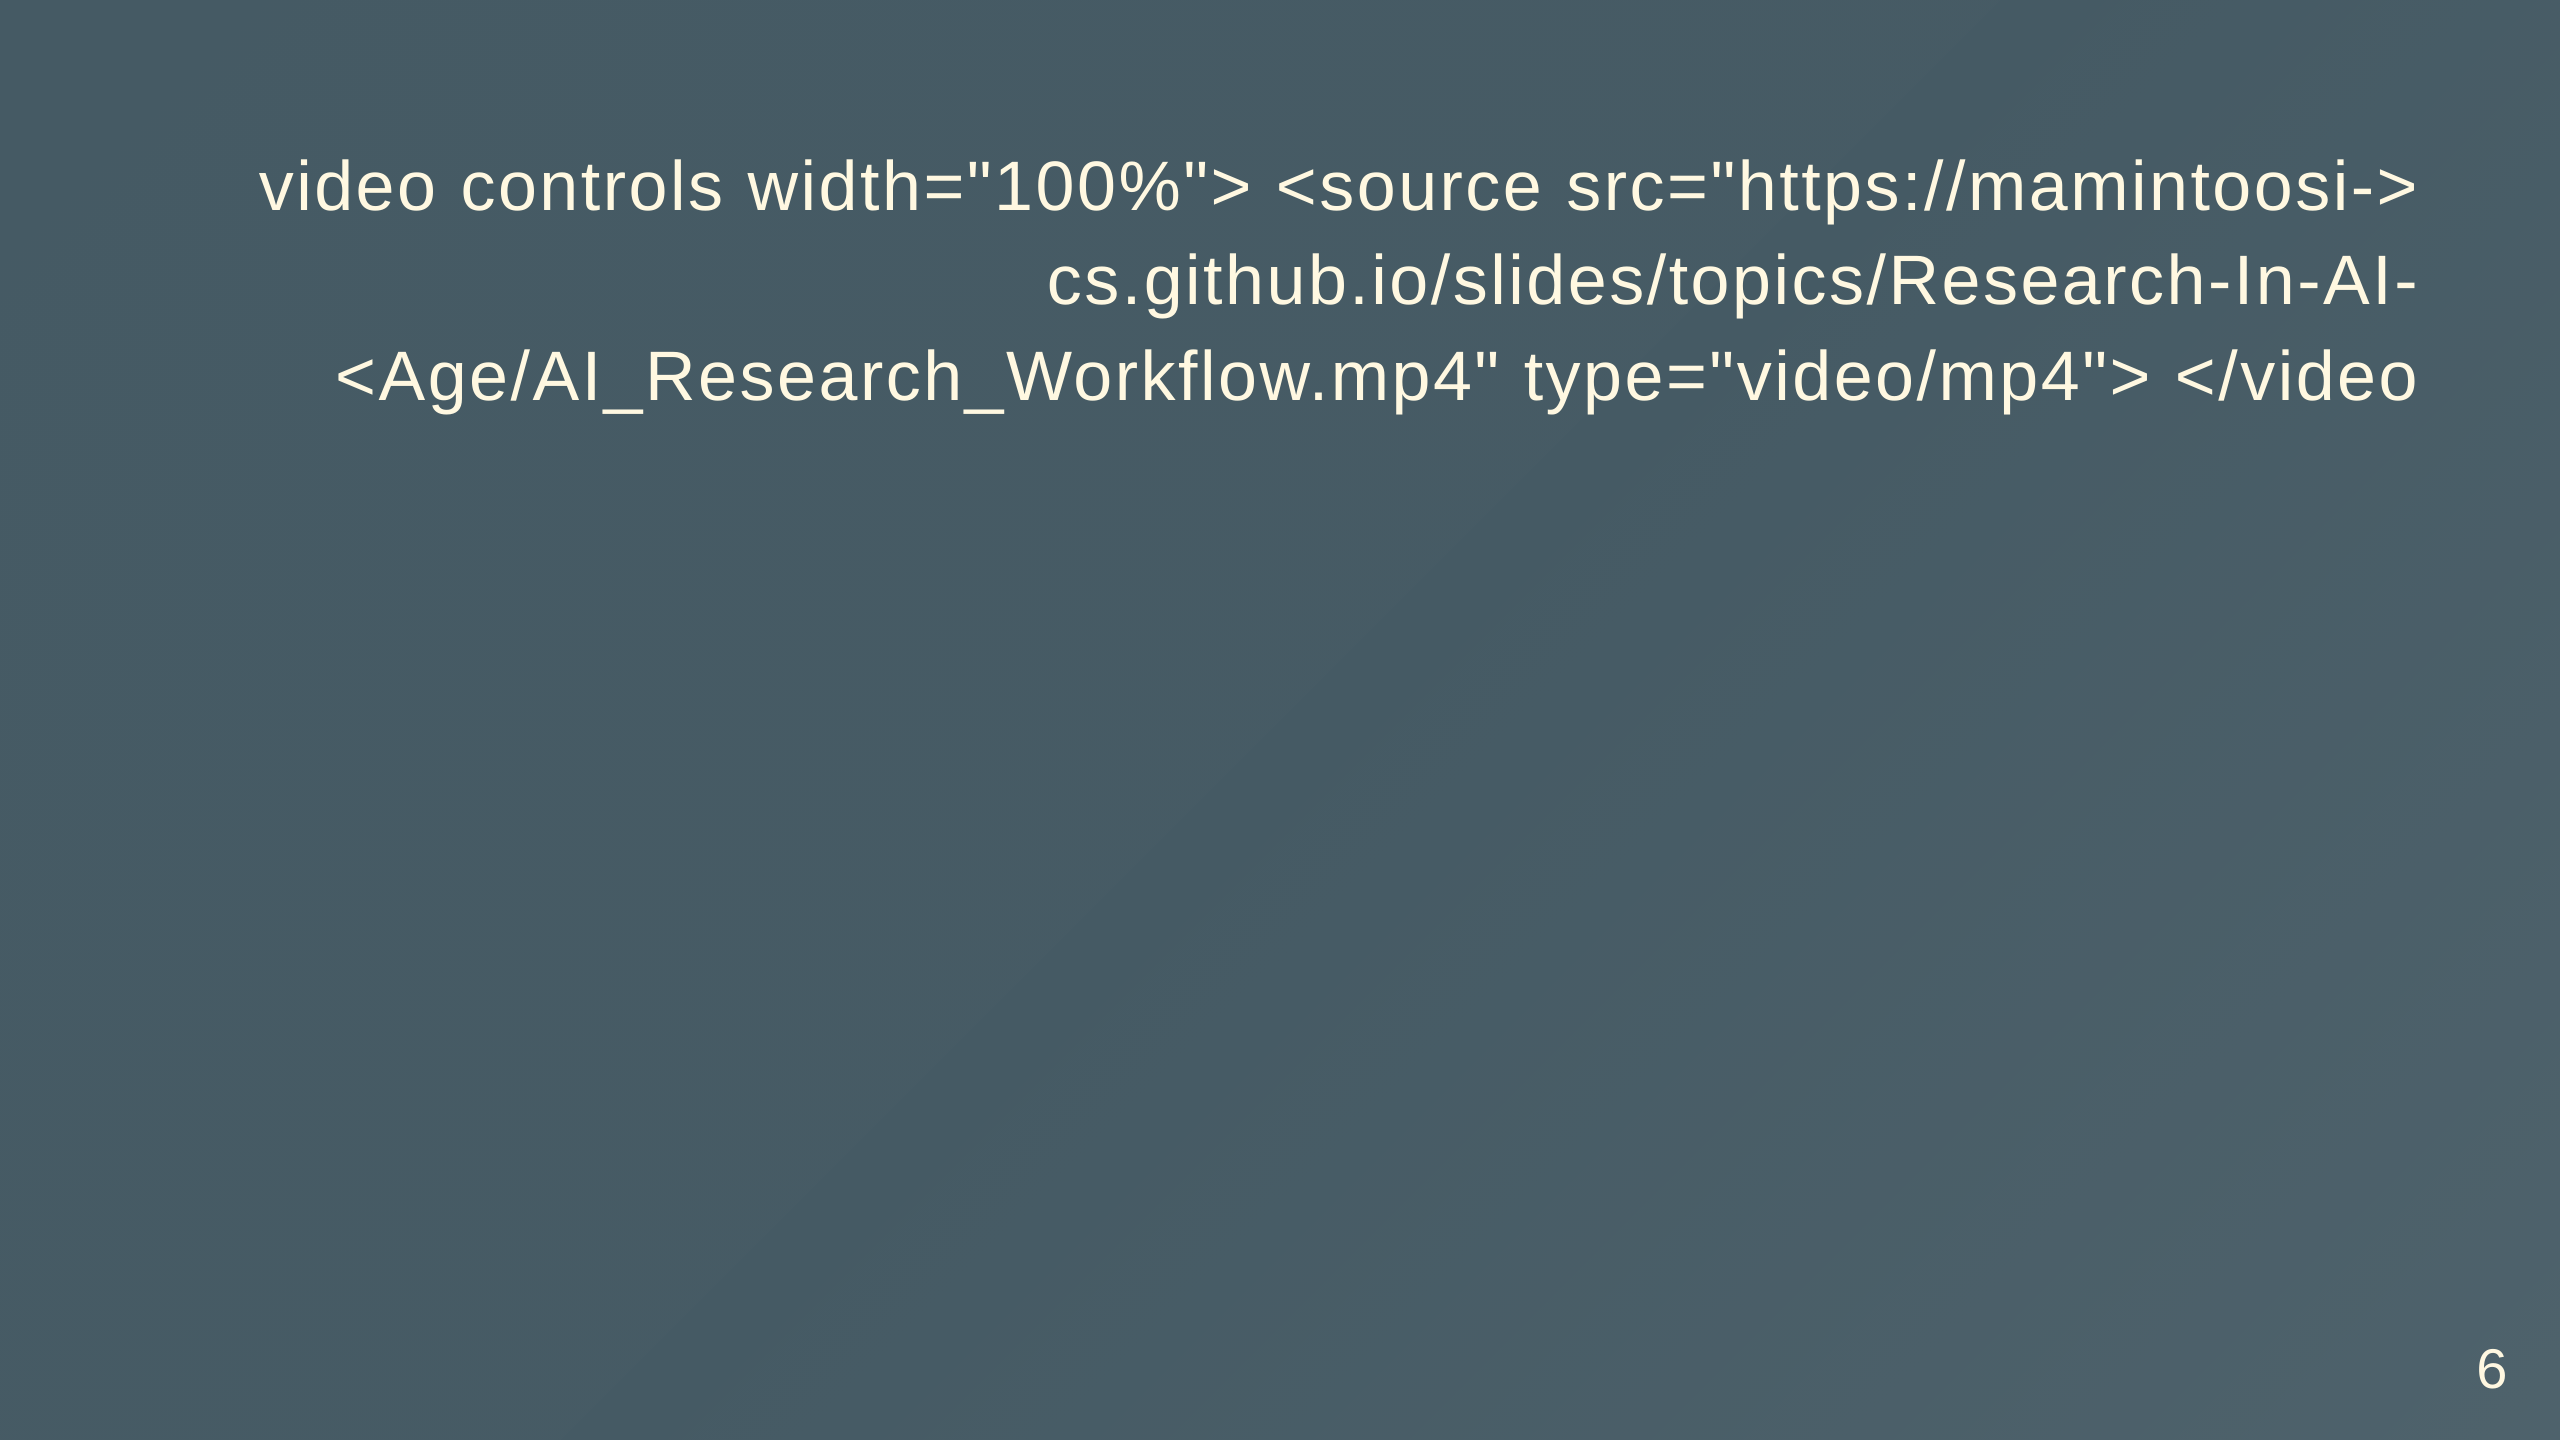 video controls width="100%"> <source src="https://mamintoosi->
cs.github.io/slides/topics/Research-In-AI-
<Age/AI_Research_Workflow.mp4" type="video/mp4"> </video
6